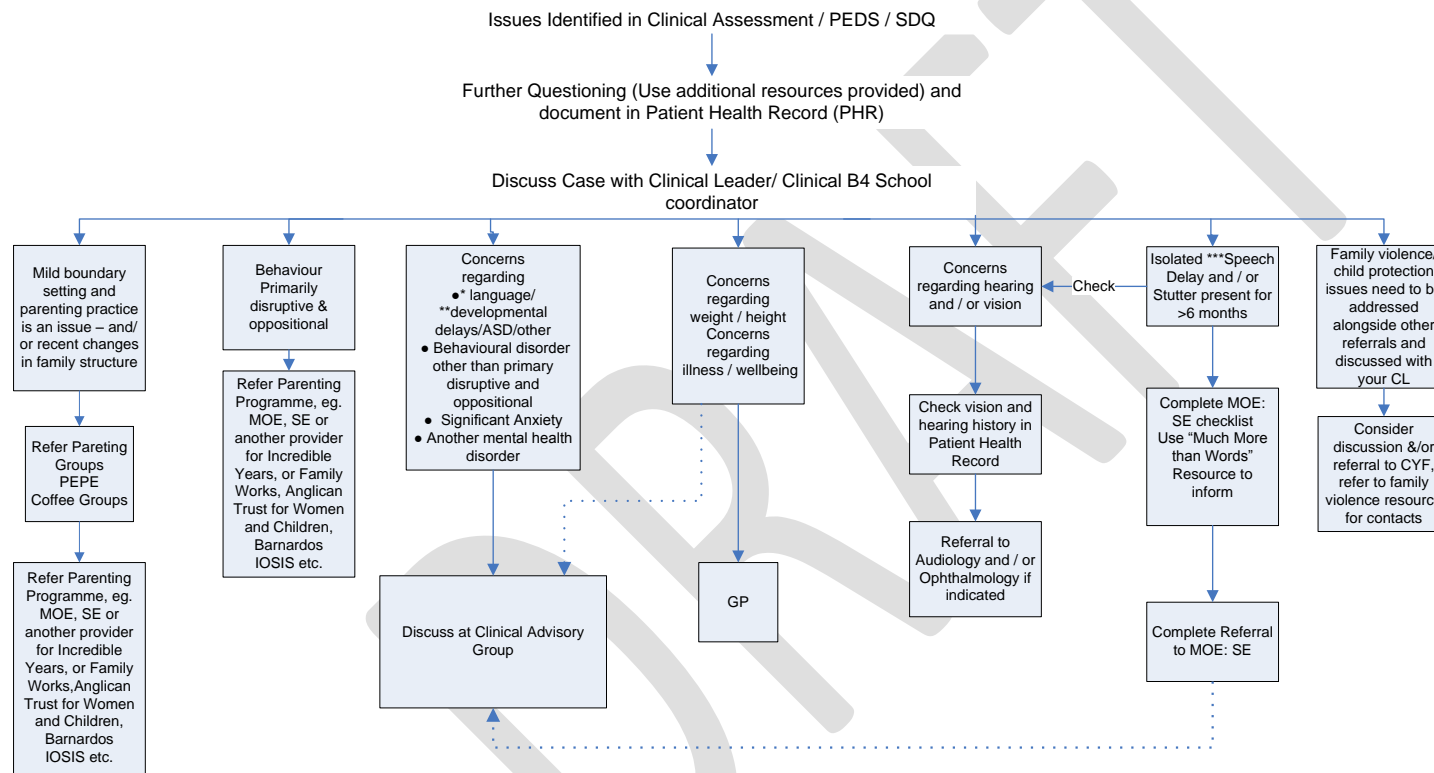 Issues Identified in Clinical Assessment / PEDS / SDQ
Further Questioning (Use additional resources provided) and
document in Patient Health Record (PHR)
Discuss Case with Clinical Leader/ Clinical B4 School
coordinator
Mild boundary
setting and
parenting practice
is an issue – and/
or recent changes
in family structure
Refer Pareting
Groups
PEPE
Coffee Groups
Refer Parenting
Programme, eg.
MOE, SE or
another provider
for Incredible
Years, or Family
Works,Anglican
Trust for Women
and Children,
Barnardos
IOSIS etc.
Behaviour
Primarily
disruptive &
oppositional
Refer Parenting
Programme, eg.
MOE, SE or
another provider
for Incredible
Years, or Family
Works, Anglican
Trust for Women
and Children,
Barnardos
IOSIS etc.
Concerns
regarding
●* language/
**developmental
delays/ASD/other
● Behavioural disorder
other than primary
disruptive and
oppositional
● Significant Anxiety
● Another mental health
disorder
Discuss at Clinical Advisory
Group
Concerns
regarding
weight / height
Concerns
regarding
illness / wellbeing
GP
Concerns
regarding hearing
and / or vision
Check vision and
hearing history in
Patient Health
Record
Referral to
Audiology and / or
Ophthalmology if
indicated
Check
Isolated ***Speech
Delay and / or
Stutter present for
>6 months
Complete MOE:
SE checklist
Use “Much More
than Words”
Resource to
inform
Complete Referral
to MOE: SE
Family violence/
child protection
issues need to be
addressed
alongside other
referrals and
discussed with
your CL
Consider
discussion &/or
referral to CYF,
refer to family
violence resource
for contacts
DRAFT